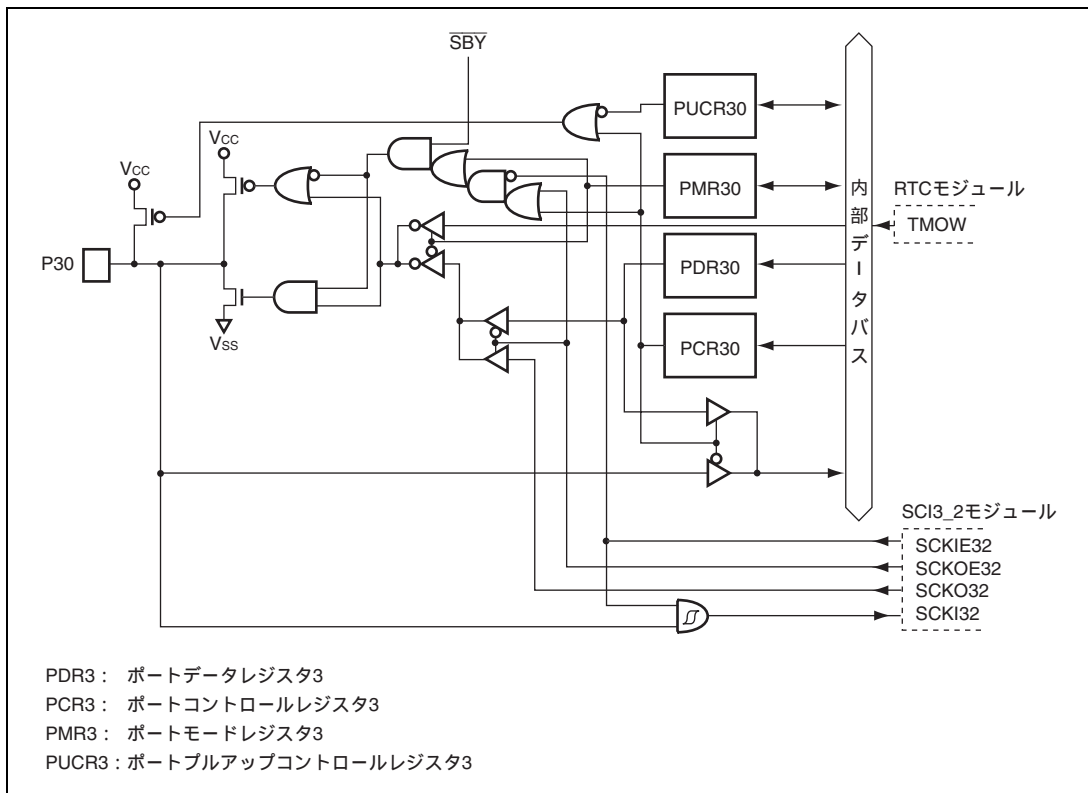 SBY
PUCR30
VCC
VCC
PMR30
RTCモジュール
TMOW
内部データバス
P30
PDR30
VSS
PCR30
SCI3_2モジュール
SCKIE32
SCKOE32
SCKO32
SCKI32
PDR3： ポートデータレジスタ3
PCR3： ポートコントロールレジスタ3
PMR3： ポートモードレジスタ3
PUCR3：ポートプルアップコントロールレジスタ3